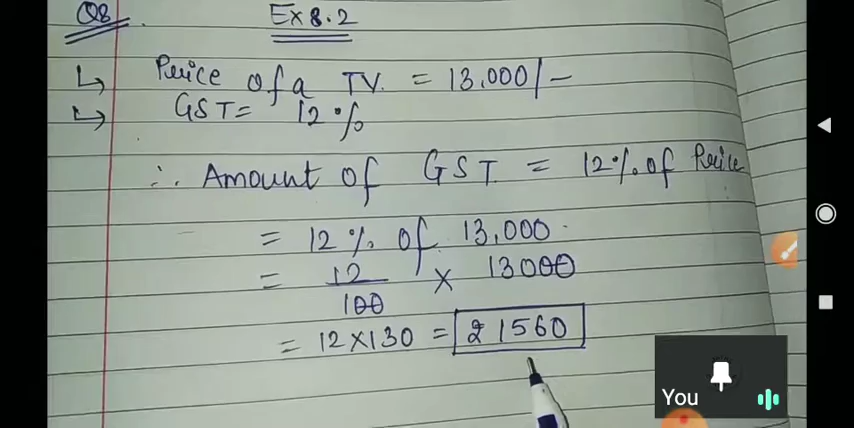 Q8 Ex 8.2
↳ Price of a TV. = 13,000/-
↳ GST = 12%
∴ Amount of GST. = 12% of Price
= 12% of 13,000
= 12/100 × 13000
= 12×130 = ₹ 1560
You